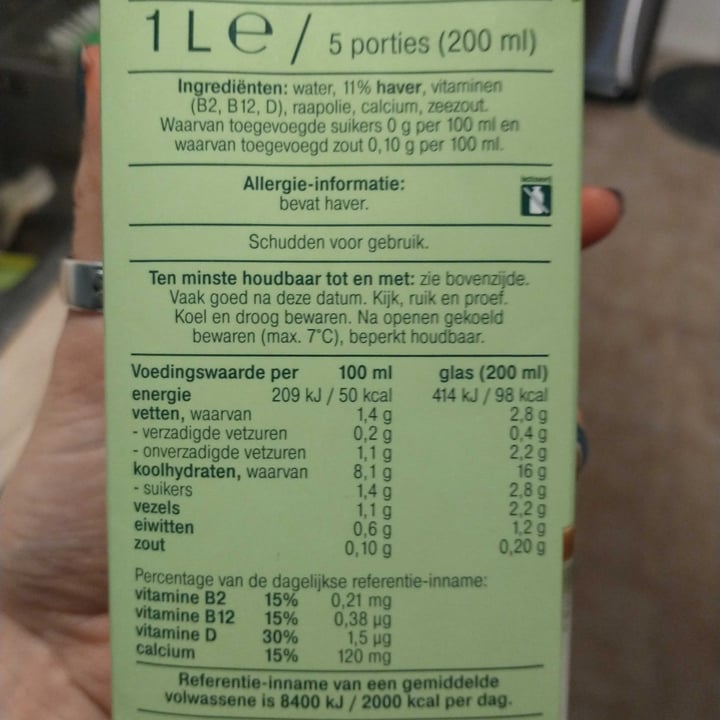 1 L ℮ / 5 porties (200 ml)
Ingrediënten: water, 11% haver, vitaminen
(B2, B12, D), raapolie, calcium, zeezout.
Waarvan toegevoegde suikers 0 g per 100 ml en
waarvan toegevoegd zout 0,10 g per 100 ml.
Allergie-informatie:
bevat haver.
lactosevrij
Schudden voor gebruik.
Ten minste houdbaar tot en met: zie bovenzijde.
Vaak goed na deze datum. Kijk, ruik en proef.
Koel en droog bewaren. Na openen gekoeld
bewaren (max. 7°C), beperkt houdbaar.
Voedingswaarde per 100 ml glas (200 ml)
energie 209 kJ / 50 kcal 414 kJ / 98 kcal
vetten, waarvan 1,4 g 2,8 g
- verzadigde vetzuren 0,2 g 0,4 g
- onverzadigde vetzuren 1,1 g 2,2 g
koolhydraten, waarvan 8,1 g 16 g
- suikers 1,4 g 2,8 g
vezels 1,1 g 2,2 g
eiwitten 0,6 g 1,2 g
zout 0,10 g 0,20 g
Percentage van de dagelijkse referentie-inname:
vitamine B2 15% 0,21 mg
vitamine B12 15% 0,38 µg
vitamine D 30% 1,5 µg
calcium 15% 120 mg
Referentie-inname van een gemiddelde
volwassene is 8400 kJ / 2000 kcal per dag.